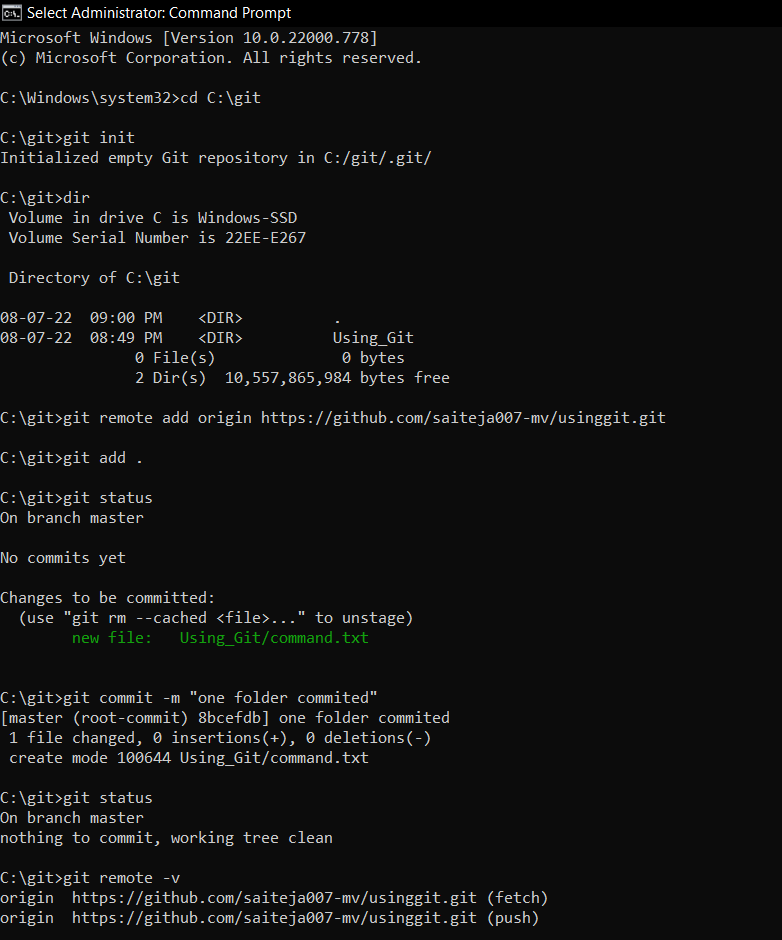 Select Administrator: Command Prompt
Microsoft Windows [Version 10.0.22000.778]
(c) Microsoft Corporation. All rights reserved.
C:\Windows\system32>cd C:\git
C:\git>git init
Initialized empty Git repository in C:/git/.git/
C:\git>dir
 Volume in drive C is Windows-SSD
 Volume Serial Number is 22EE-E267
 Directory of C:\git
08-07-22  09:00 PM    <DIR>          .
08-07-22  08:49 PM    <DIR>          Using_Git
               0 File(s)              0 bytes
               2 Dir(s)  10,557,865,984 bytes free
C:\git>git remote add origin https://github.com/saiteja007-mv/usinggit.git
C:\git>git add .
C:\git>git status
On branch master
No commits yet
Changes to be committed:
  (use "git rm --cached <file>..." to unstage)
        new file:   Using_Git/command.txt
C:\git>git commit -m "one folder commited"
[master (root-commit) 8bcefdb] one folder commited
 1 file changed, 0 insertions(+), 0 deletions(-)
 create mode 100644 Using_Git/command.txt
C:\git>git status
On branch master
nothing to commit, working tree clean
C:\git>git remote -v
origin  https://github.com/saiteja007-mv/usinggit.git (fetch)
origin  https://github.com/saiteja007-mv/usinggit.git (push)